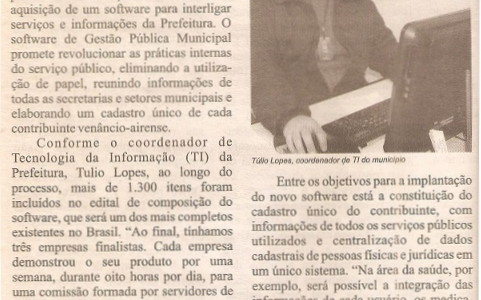 aquisição de um software para interligar
serviços e informações da Prefeitura. O
software de Gestão Pública Municipal
promete revolucionar as práticas internas
do serviço público, eliminando a utiliza-
ção de papel, reunindo informações de
todas as secretarias e setores municipais e
elaborando um cadastro único de cada
contribuinte venâncio-airense.
Conforme o coordenador de
Tecnologia da Informação (TI) da
Prefeitura, Tulio Lopes, ao longo do
processo, mais de 1.300 itens foram
incluídos no edital de composição do
software, que será um dos mais completos
existentes no Brasil. “Ao final, tínhamos
três empresas finalistas. Cada empresa
demonstrou o seu produto por uma
semana, durante oito horas por dia, para
uma comissão formada por servidores de
Túlio Lopes, coordenador de TI do município
Entre os objetivos para a implantação
do novo software está a constituição do
cadastro único do contribuinte, com
informações de todos os serviços públicos
utilizados e centralização de dados
cadastrais de pessoas físicas e jurídicas em
um único sistema. “Na área da saúde, por
exemplo, será possível a integração das
informações de cada usuário, os medica-